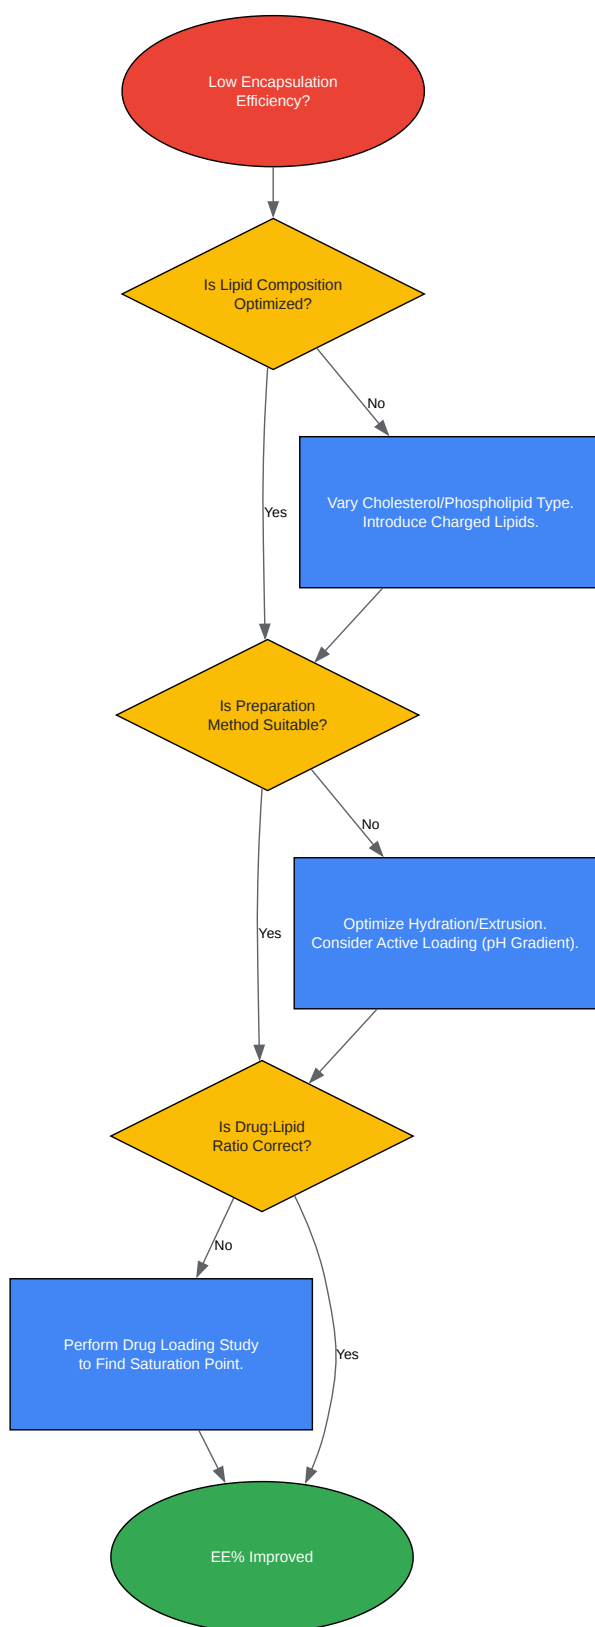 Low Encapsulation
Efficiency?
Is Lipid Composition
Optimized?
No
Vary Cholesterol/Phospholipid Type.
Introduce Charged Lipids.
Yes
Is Preparation
Method Suitable?
No
Optimize Hydration/Extrusion.
Consider Active Loading (pH Gradient).
Yes
Is Drug:Lipid
Ratio Correct?
No
Perform Drug Loading Study
to Find Saturation Point.
Yes
EE% Improved